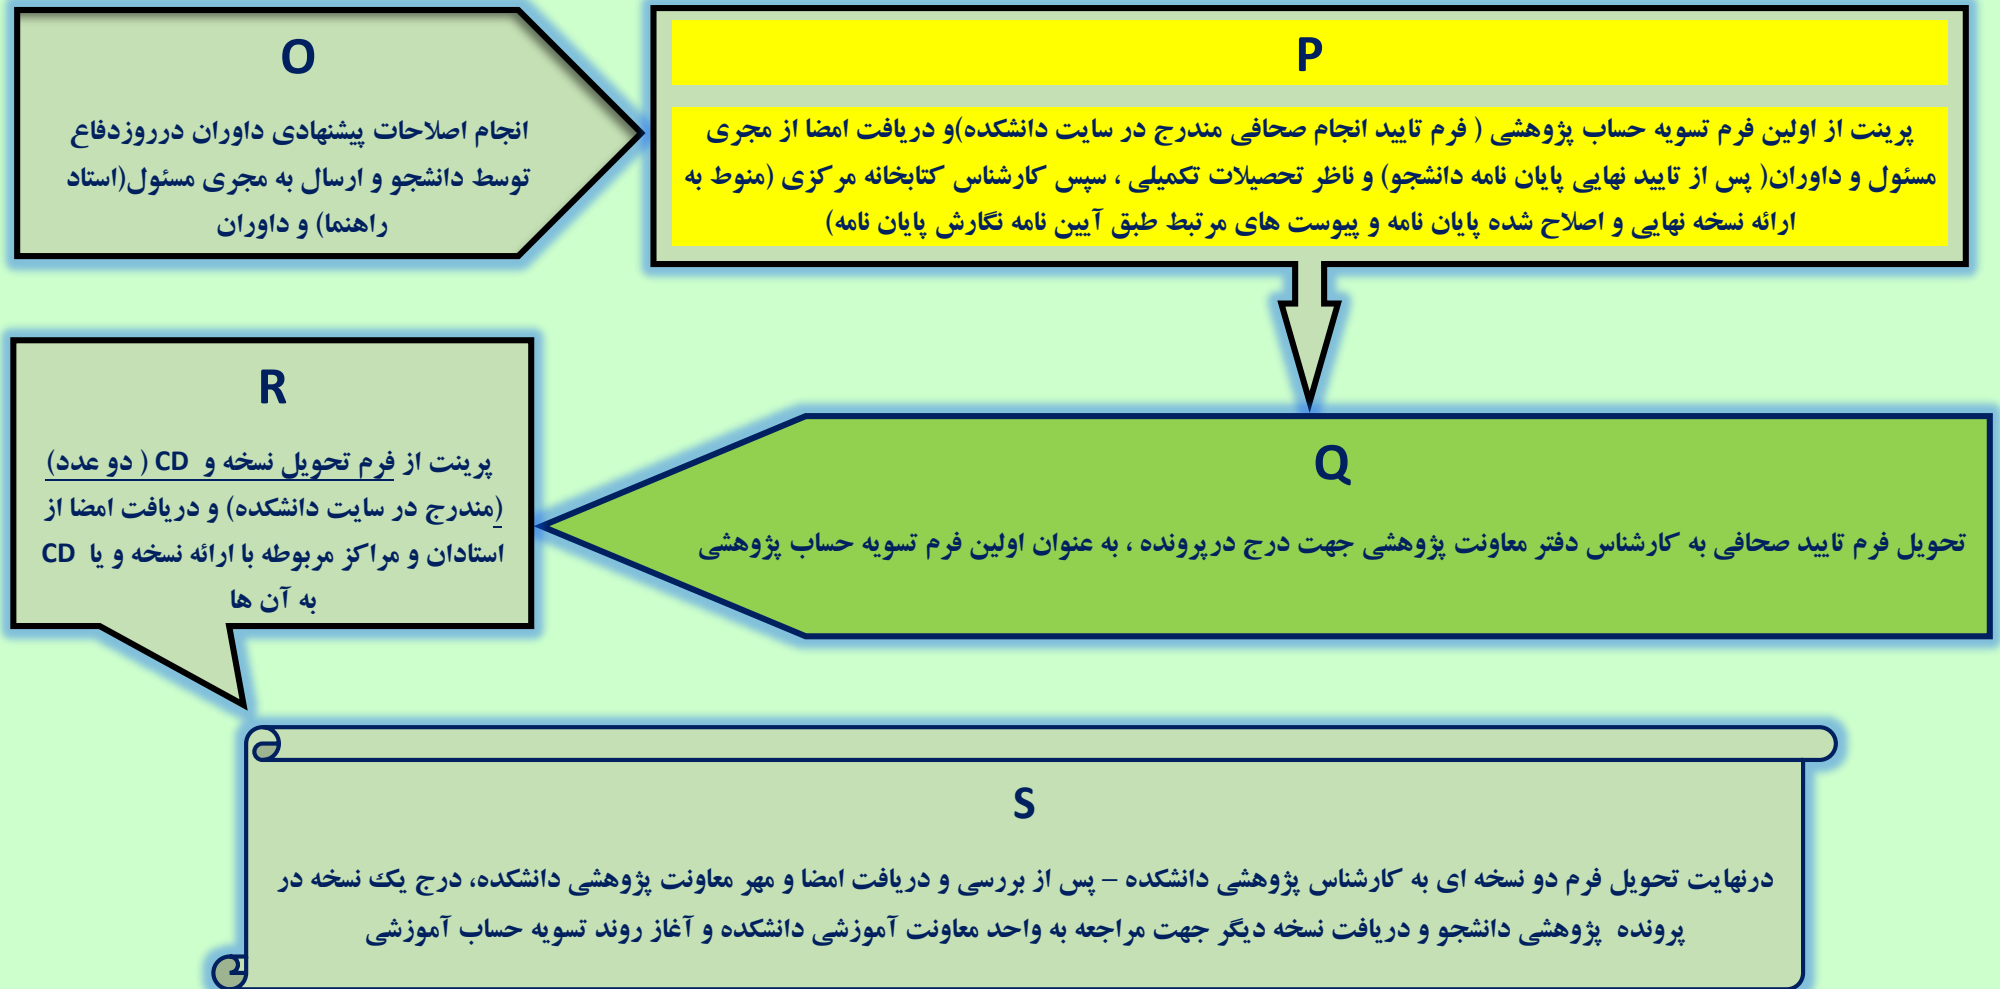 O
انجام اصلاحات پیشنهادی داوران درروزدفاع
توسط دانشجو و ارسال به مجری مسئول(استاد
راهنما) و داوران
P
پرینت از اولین فرم تسویه حساب پژوهشی ( فرم تایید انجام صحافی مندرج در سایت دانشکده)و دریافت امضا از مجری
مسئول و داوران( پس از تایید نهایی پایان نامه دانشجو) و ناظر تحصیلات تکمیلی ، سپس کارشناس کتابخانه مرکزی (منوط به
ارائه نسخه نهایی و اصلاح شده پایان نامه و پیوست های مرتبط طبق آیین نامه نگارش پایان نامه)
Q
تحویل فرم تایید صحافی به کارشناس دفتر معاونت پژوهشی جهت درج درپرونده ، به عنوان اولین فرم تسویه حساب پژوهشی
R
پرینت از فرم تحویل نسخه و CD ( دو عدد)
(مندرج در سایت دانشکده) و دریافت امضا از
استادان و مراکز مربوطه با ارائه نسخه و یا CD
به آن ها
S
درنهایت تحویل فرم دو نسخه ای به کارشناس پژوهشی دانشکده – پس از بررسی و دریافت امضا و مهر معاونت پژوهشی دانشکده، درج یک نسخه در
پرونده پژوهشی دانشجو و دریافت نسخه دیگر جهت مراجعه به واحد معاونت آموزشی دانشکده و آغاز روند تسویه حساب آموزشی